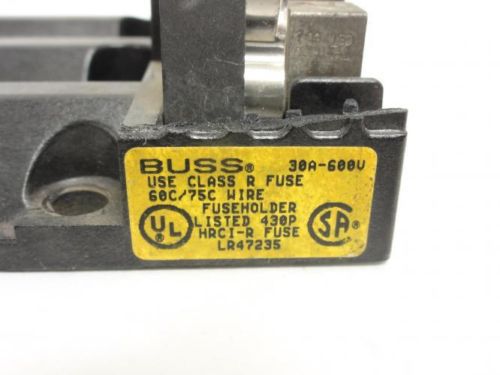 BUSS® 30A-600V
USE CLASS R FUSE
60C/75C WIRE
FUSEHOLDER
UL® LISTED 430P SA®
HRCI-R FUSE
LR47235